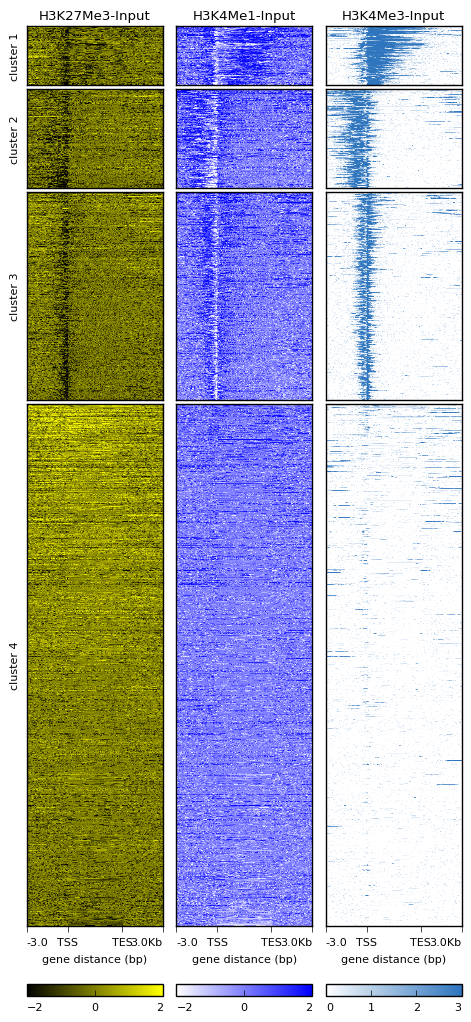 H3K27Me3-Input H3K4Me1-Input H3K4Me3-Input
cluster 1
cluster 2
cluster 3
cluster 4
-3.0 TSS TES3.0Kb -3.0 TSS TES3.0Kb -3.0 TSS TES3.0Kb
gene distance (bp) gene distance (bp) gene distance (bp)
−2 0 2 −2 0 2 0 1 2 3